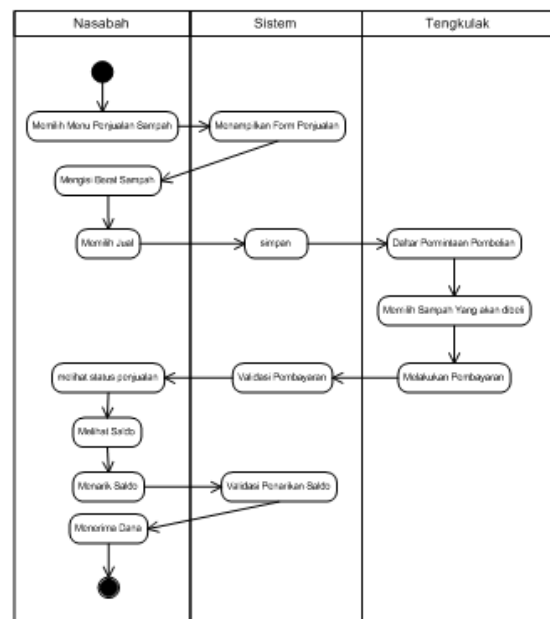 Nasabah
Sistem
Tengkulak
Memilih Menu Penjualan Sampah
Menampilkan Form Penjualan
Mengisi Berat Sampah
Memilih Jual
simpan
Daftar Permintaan Pembelian
Memilih Sampah Yang akan dibeli
melihat status penjualan
Validasi Pembayaran
Melakukan Pembayaran
Melihat Saldo
Menarik Saldo
Validasi Penarikan Saldo
Menerima Dana